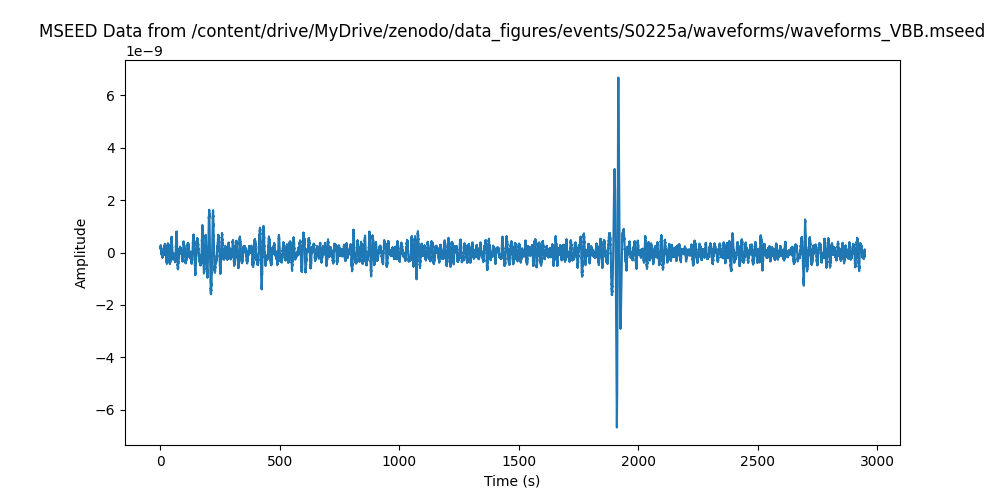 MSEED Data from /content/drive/MyDrive/zenodo/data_figures/events/S0225a/waveforms/waveforms_VBB.mseed
1e−9
6
4
2
0
−2
−4
−6
Amplitude
0 500 1000 1500 2000 2500 3000
Time (s)